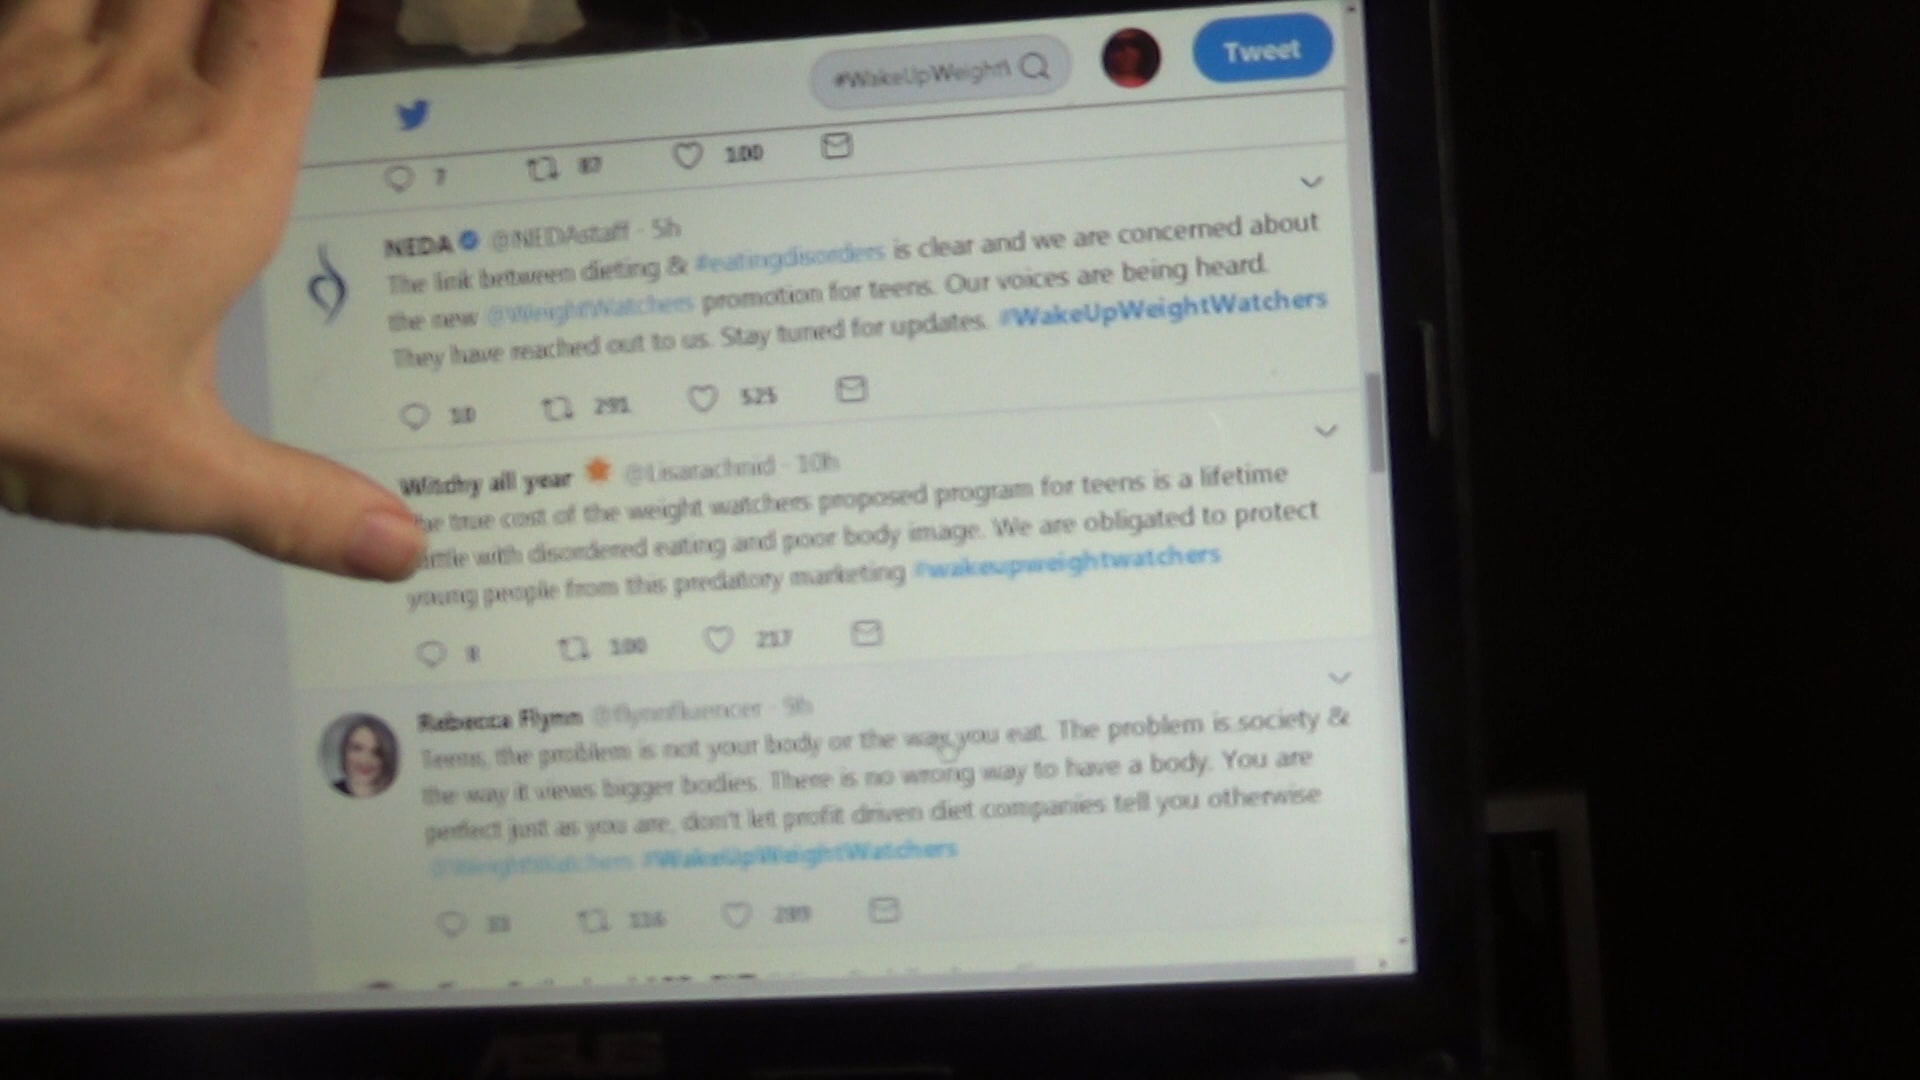 #WakeUpWeight
Tweet
7 87 100
NEDA @NEDAstaff · 5h
The link between dieting & #eatingdisorders is clear and we are concerned about
the new @WeightWatchers promotion for teens. Our voices are being heard.
They have reached out to us. Stay tuned for updates. #WakeUpWeightWatchers
10 291 525
Witchy all year @Lisarachnid · 10h
the true cost of the weight watchers proposed program for teens is a lifetime
battle with disordered eating and poor body image. We are obligated to protect
young people from this predatory marketing #wakeupweightwatchers
8 100 217
Rebecca Flynn @flynnfluencer · 9h
Teens, the problem is not your body or the way you eat. The problem is society &
the way it views bigger bodies. There is no wrong way to have a body. You are
perfect just as you are, don't let profit driven diet companies tell you otherwise
@WeightWatchers #WakeUpWeightWatchers